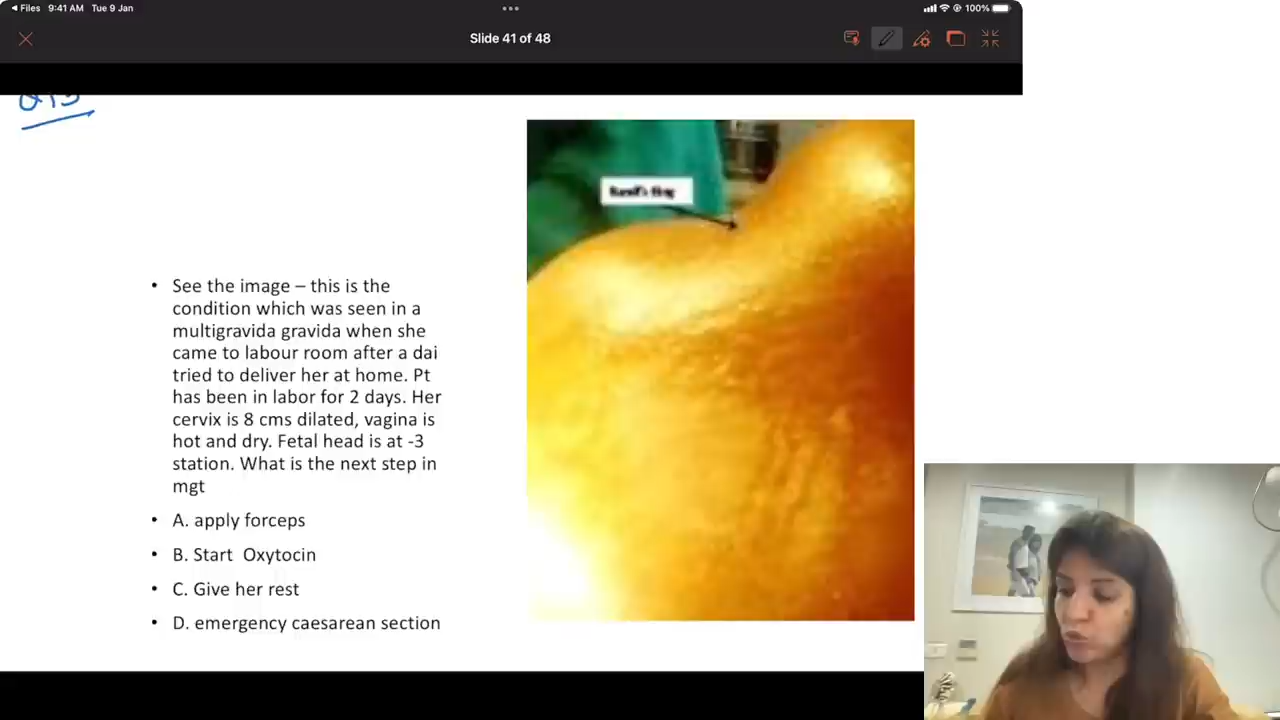 Files 9:41 AM Tue 9 Jan 100%
Slide 41 of 48
• See the image – this is the
condition which was seen in a
multigravida gravida when she
came to labour room after a dai
tried to deliver her at home. Pt
has been in labor for 2 days. Her
cervix is 8 cms dilated, vagina is
hot and dry. Fetal head is at -3
station. What is the next step in
mgt
• A. apply forceps
• B. Start Oxytocin
• C. Give her rest
• D. emergency caesarean section